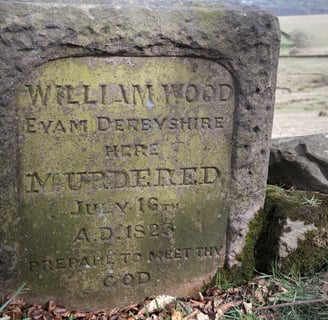 WILLIAM WOOD
EYAM DERBYSHIRE
HERE
MURDERED
JULY 16TH
A.D. 1823
PREPARE TO MEET THY
GOD